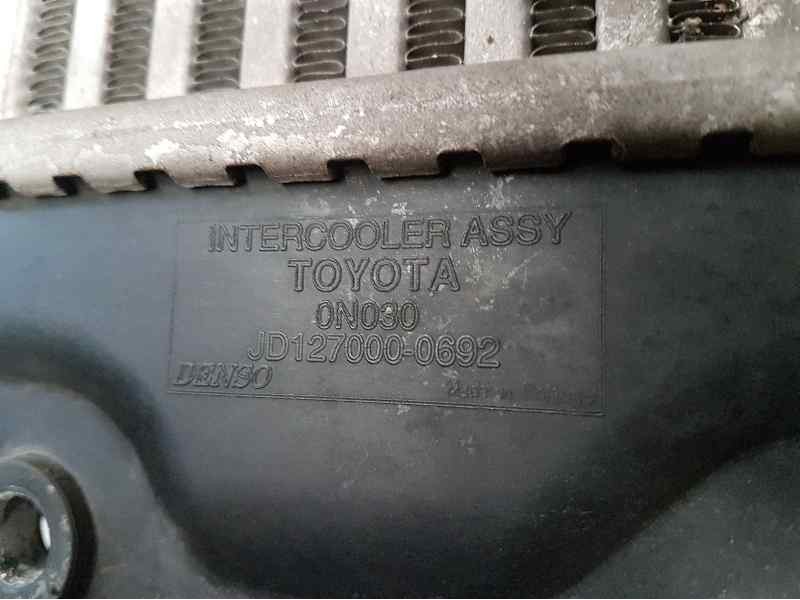 INTERCOOLER ASSY
TOYOTA
0N030
JD127000-0692
DENSO